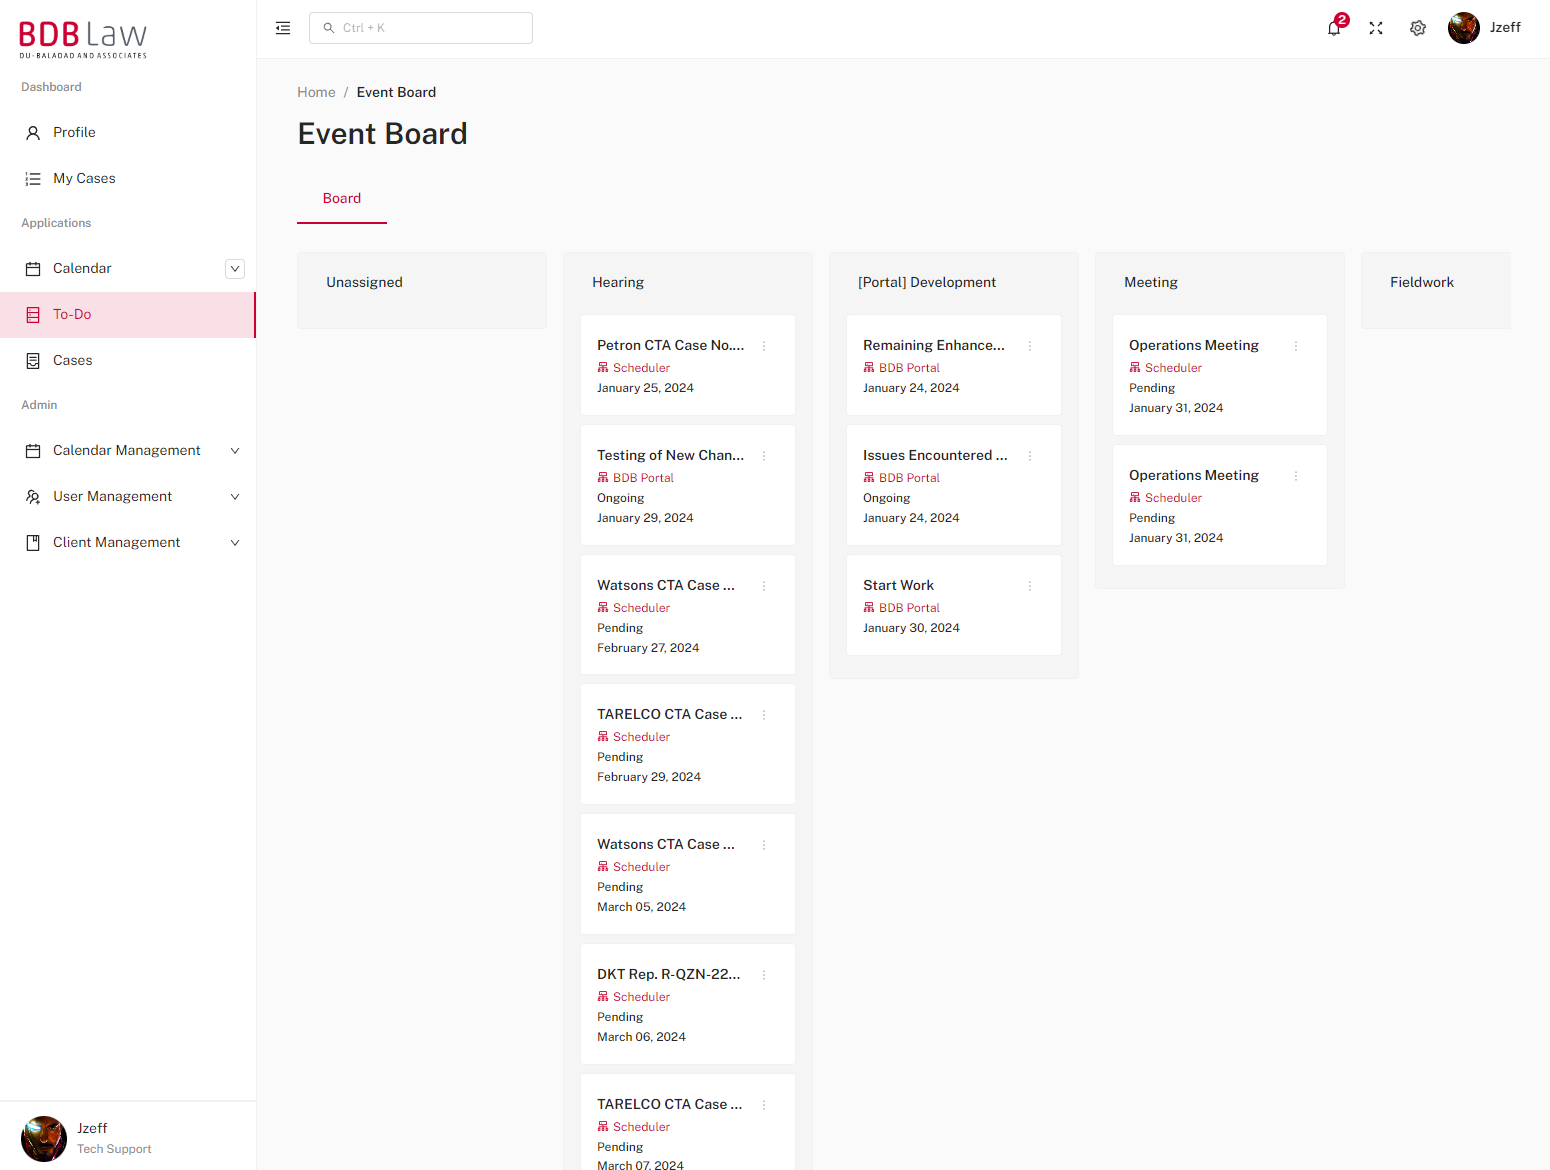 BDB Law
DU-BALADAD AND ASSOCIATES
Dashboard
Profile
My Cases
Applications
Calendar
To-Do
Cases
Admin
Calendar Management
User Management
Client Management
Jzeff
Tech Support
Ctrl + K
2
Jzeff
Home / Event Board
Event Board
Board
Unassigned
Hearing
Petron CTA Case No....
Scheduler
January 25, 2024
Testing of New Chan...
BDB Portal
Ongoing
January 29, 2024
Watsons CTA Case ...
Scheduler
Pending
February 27, 2024
TARELCO CTA Case ...
Scheduler
Pending
February 29, 2024
Watsons CTA Case ...
Scheduler
Pending
March 05, 2024
DKT Rep. R-QZN-22...
Scheduler
Pending
March 06, 2024
TARELCO CTA Case ...
Scheduler
Pending
March 07, 2024
[Portal] Development
Remaining Enhance...
BDB Portal
January 24, 2024
Issues Encountered ...
BDB Portal
Ongoing
January 24, 2024
Start Work
BDB Portal
January 30, 2024
Meeting
Operations Meeting
Scheduler
Pending
January 31, 2024
Operations Meeting
Scheduler
Pending
January 31, 2024
Fieldwork